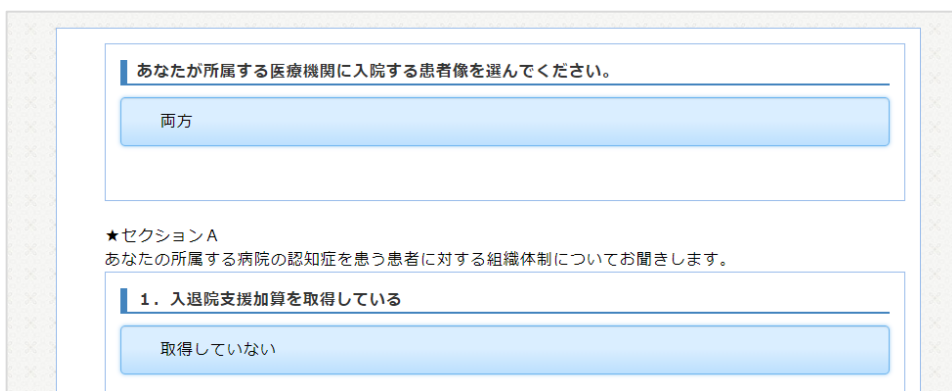 あなたが所属する医療機関に入院する患者像を選んでください。
両方
★セクションＡ
あなたの所属する病院の認知症を患う患者に対する組織体制についてお聞きします。
１．入退院支援加算を取得している
取得していない